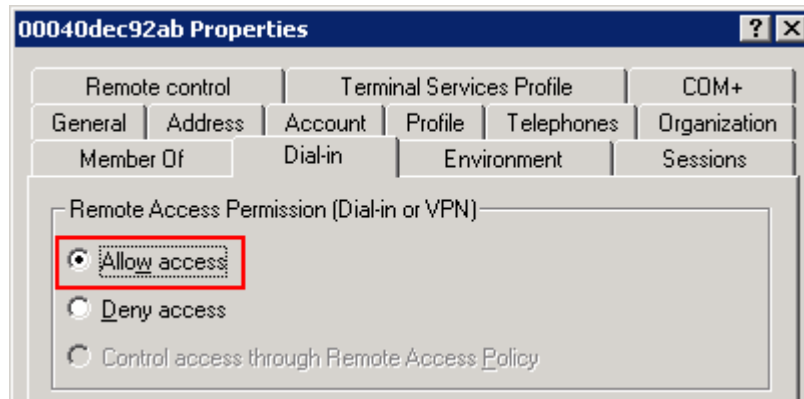 00040dec92ab Properties ? X
Remote control Terminal Services Profile COM+
General Address Account Profile Telephones Organization
Member Of Dial-in Environment Sessions
Remote Access Permission (Dial-in or VPN)
Allow access
Deny access
Control access through Remote Access Policy